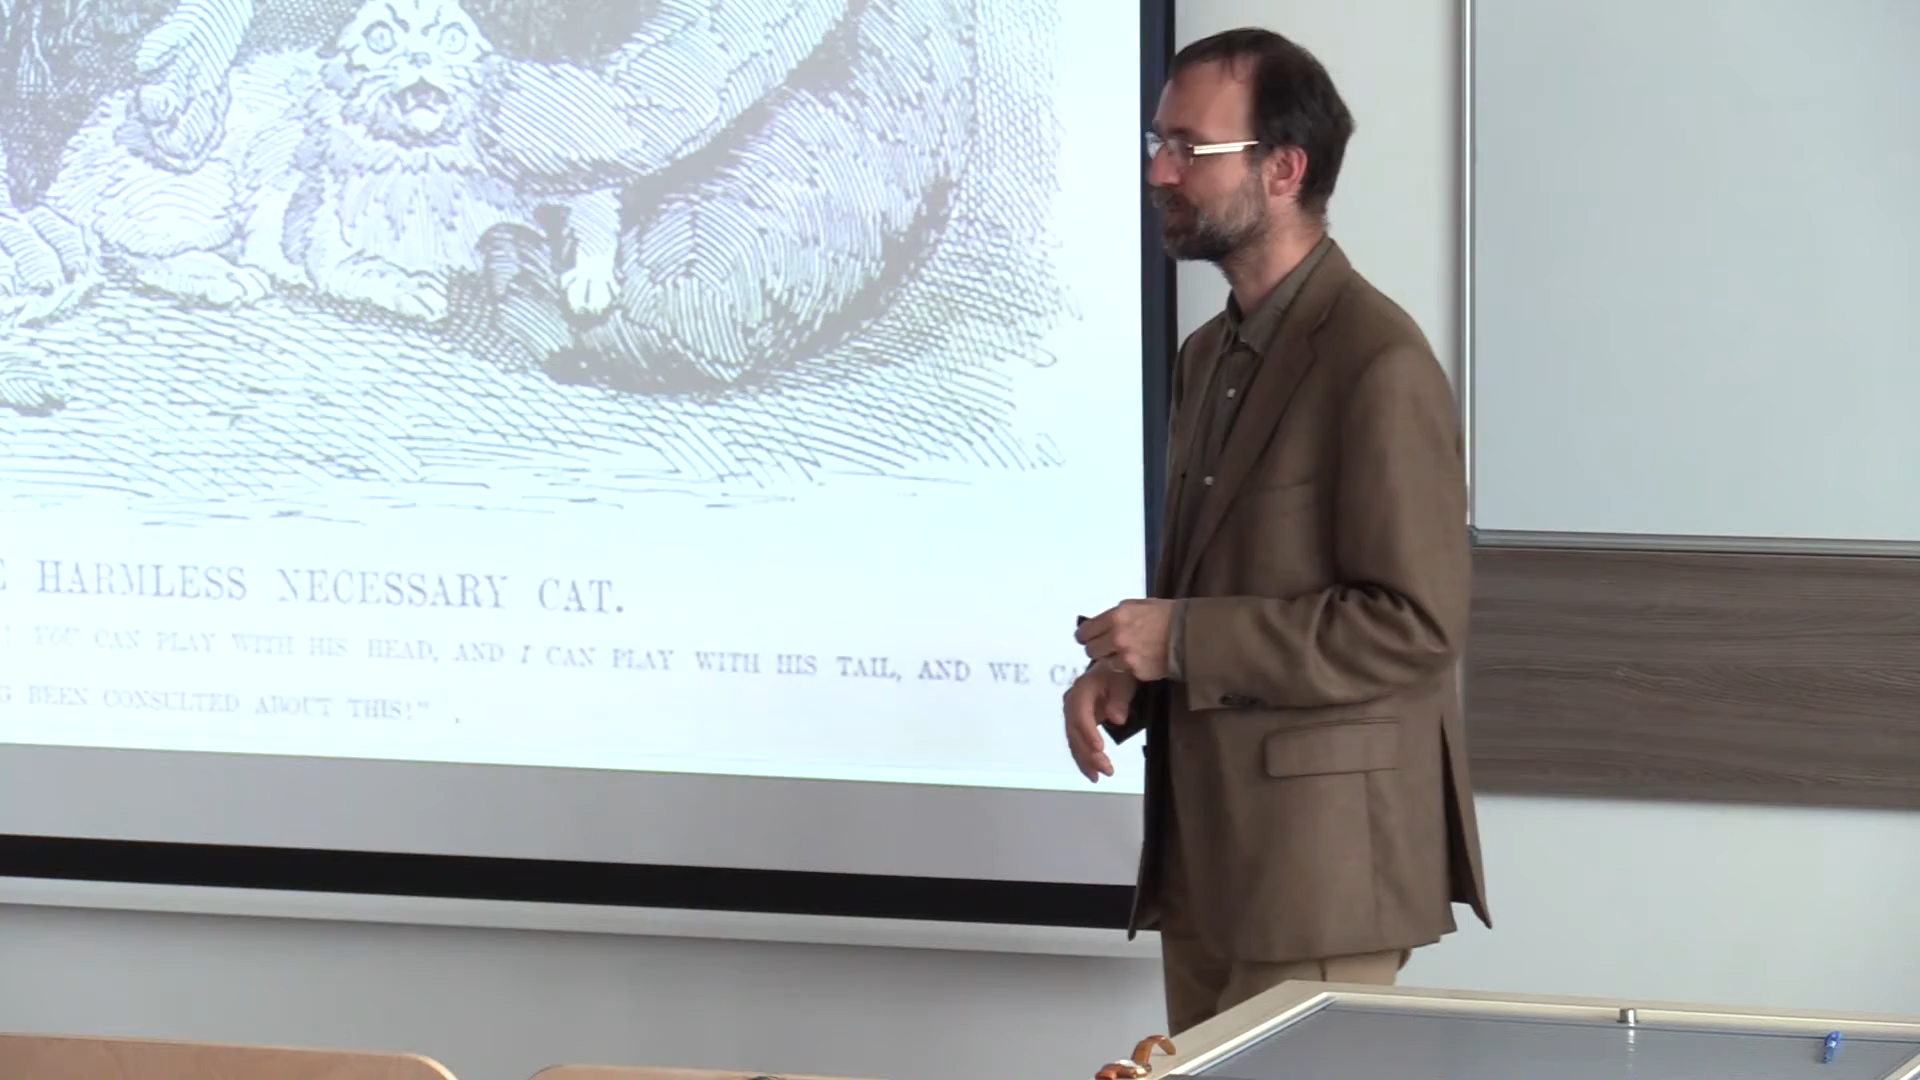 HARMLESS NECESSARY CAT.
YOU CAN PLAY WITH HIS HEAD, AND I CAN PLAY WITH HIS TAIL, AND WE
BEEN CONSULTED ABOUT THIS!"